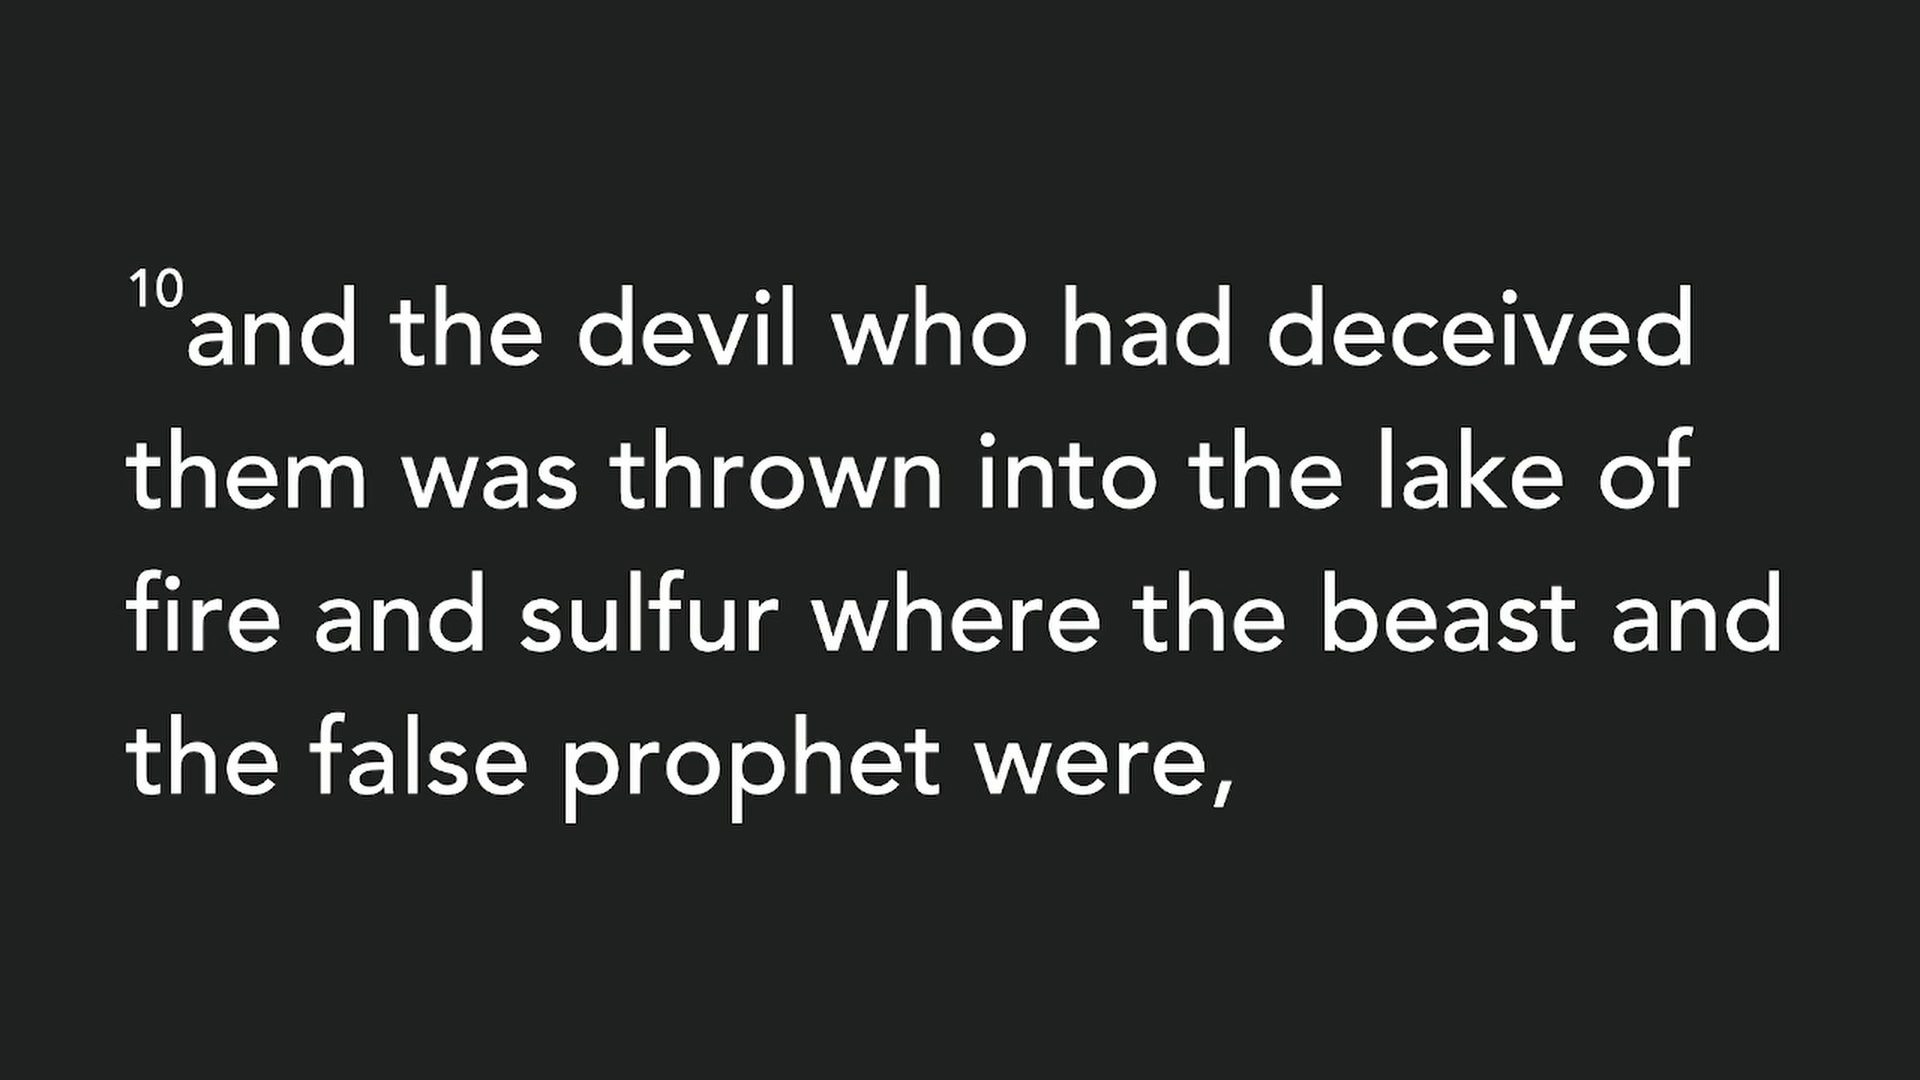 10and the devil who had deceived
them was thrown into the lake of
fire and sulfur where the beast and
the false prophet were,